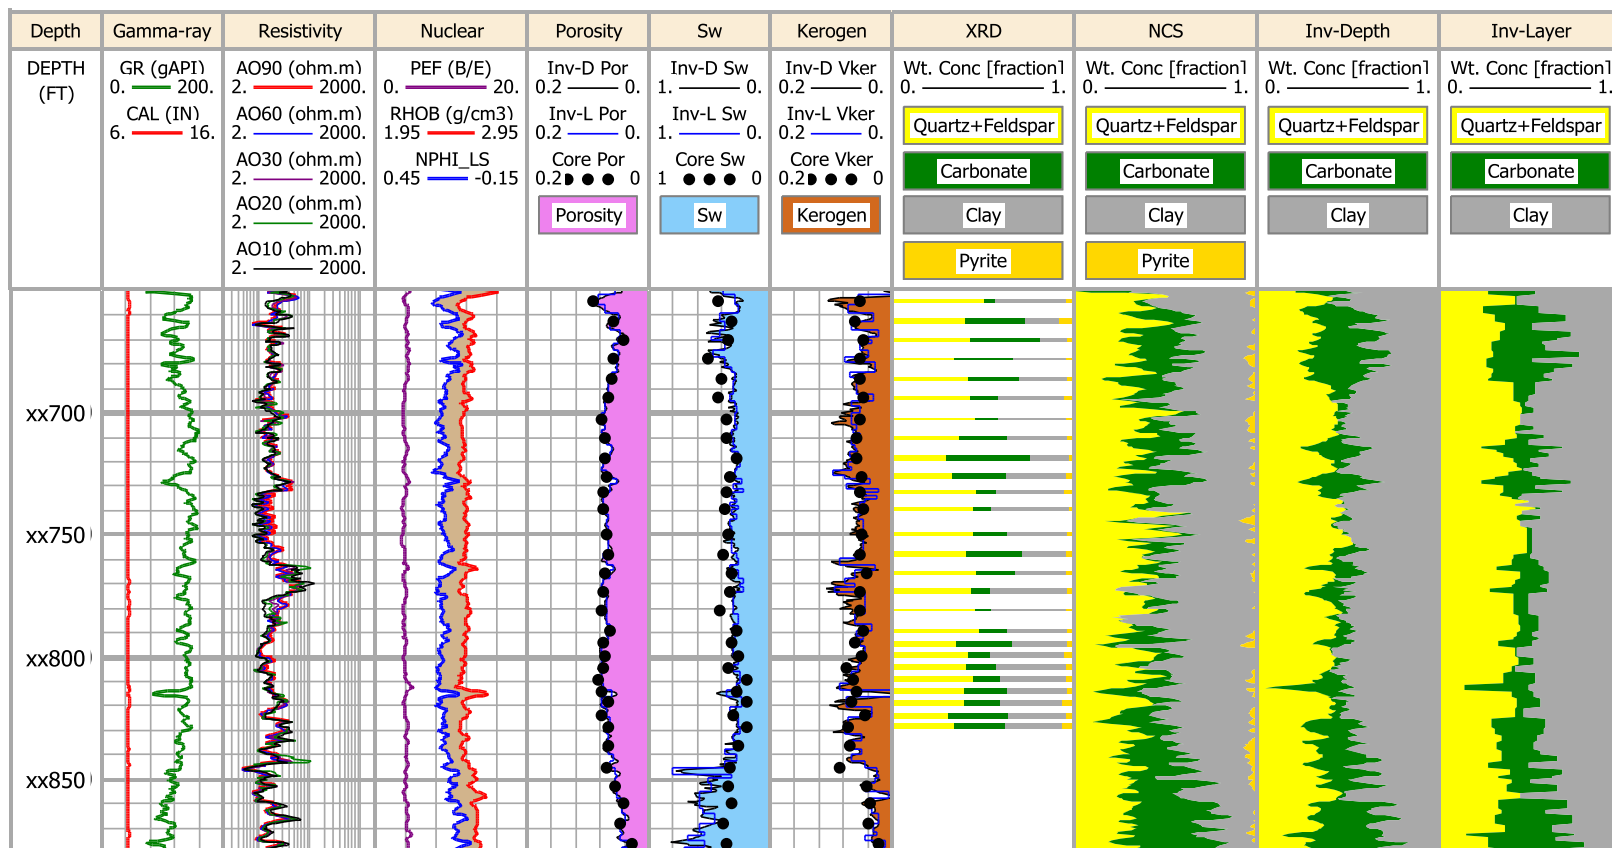 Depth Gamma-ray Resistivity Nuclear Porosity Sw Kerogen XRD NCS Inv-Depth Inv-Layer
DEPTH
(FT)
GR (gAPI)
0. 200.
CAL (IN)
6. 16.
AO90 (ohm.m)
2. 2000.
AO60 (ohm.m)
2. 2000.
AO30 (ohm.m)
2. 2000.
AO20 (ohm.m)
2. 2000.
AO10 (ohm.m)
2. 2000.
PEF (B/E)
0. 20.
RHOB (g/cm3)
1.95 2.95
NPHI_LS
0.45 -0.15
Inv-D Por
0.2 0.
Inv-L Por
0.2 0.
Core Por
0.2 0
Porosity
Inv-D Sw
1. 0.
Inv-L Sw
1. 0.
Core Sw
1 0
Sw
Inv-D Vker
0.2 0.
Inv-L Vker
0.2 0.
Core Vker
0.2 0
Kerogen
Wt. Conc [fraction]
0. 1.
Quartz+Feldspar
Carbonate
Clay
Pyrite
Wt. Conc [fraction]
0. 1.
Quartz+Feldspar
Carbonate
Clay
Pyrite
Wt. Conc [fraction]
0. 1.
Quartz+Feldspar
Carbonate
Clay
Wt. Conc [fraction]
0. 1.
Quartz+Feldspar
Carbonate
Clay
xx700
xx750
xx800
xx850